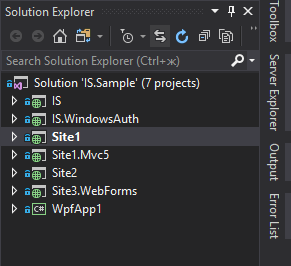 Solution Explorer
Search Solution Explorer (Ctrl+ж)
Solution 'IS.Sample' (7 projects)
IS
IS.WindowsAuth
Site1
Site1.Mvc5
Site2
Site3.WebForms
C# WpfApp1
Toolbox
Server Explorer
Output
Error List